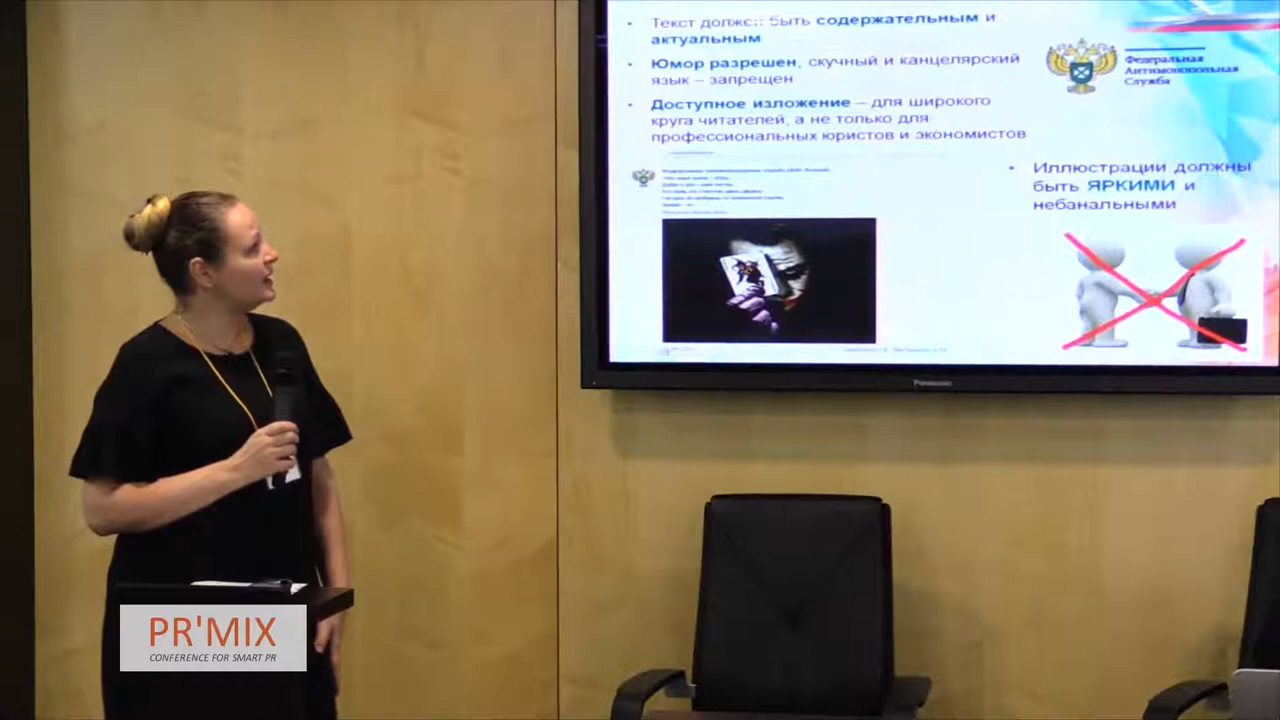 • Текст должен быть содержательным и
актуальным
• Юмор разрешен, скучный и канцелярский
язык – запрещен
• Доступное изложение – для широкого
круга читателей, а не только для
профессиональных юристов и экономистов
Федеральная
Антимонопольная
Служба
• Иллюстрации должны
быть ЯРКИМИ и
небанальными
Panasonic
PR'MIX
CONFERENCE FOR SMART PR